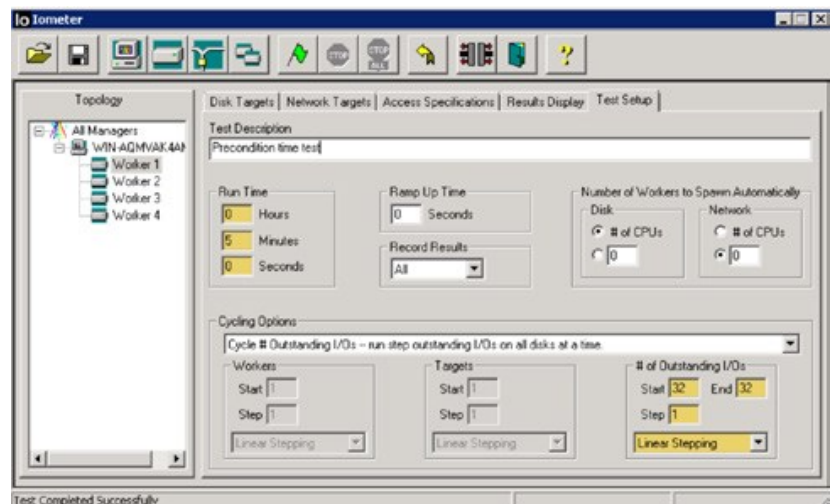 Iometer
STOP
STOP ALL
?
Topology
All Managers
WIN-AQMVAK4AM
Worker 1
Worker 2
Worker 3
Worker 4
Disk Targets Network Targets Access Specifications Results Display Test Setup
Test Description
Precondition time test
Run Time
0 Hours
5 Minutes
0 Seconds
Ramp Up Time
0 Seconds
Record Results
All
Number of Workers to Spawn Automatically
Disk
# of CPUs
0
Network
# of CPUs
0
Cycling Options
Cycle # Outstanding I/Os -- run step outstanding I/Os on all disks at a time.
Workers
Start 1
Step 1
Linear Stepping
Targets
Start 1
Step 1
Linear Stepping
# of Outstanding I/Os
Start 32 End 32
Step 1
Linear Stepping
Test Completed Successfully